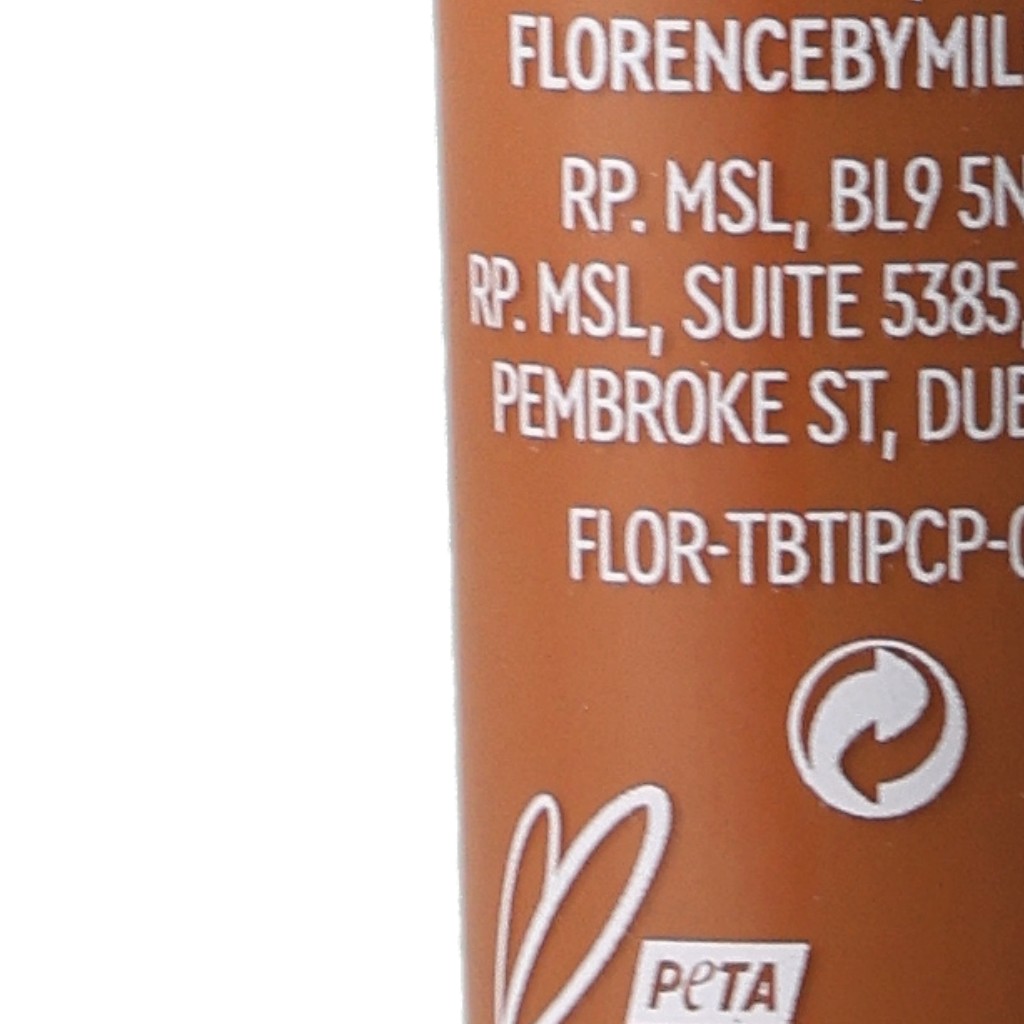 FLORENCEBYMIL
RP. MSL, BL9 5N
RP. MSL, SUITE 5385,
PEMBROKE ST, DUB
FLOR-TBTIPCP-
PeTA